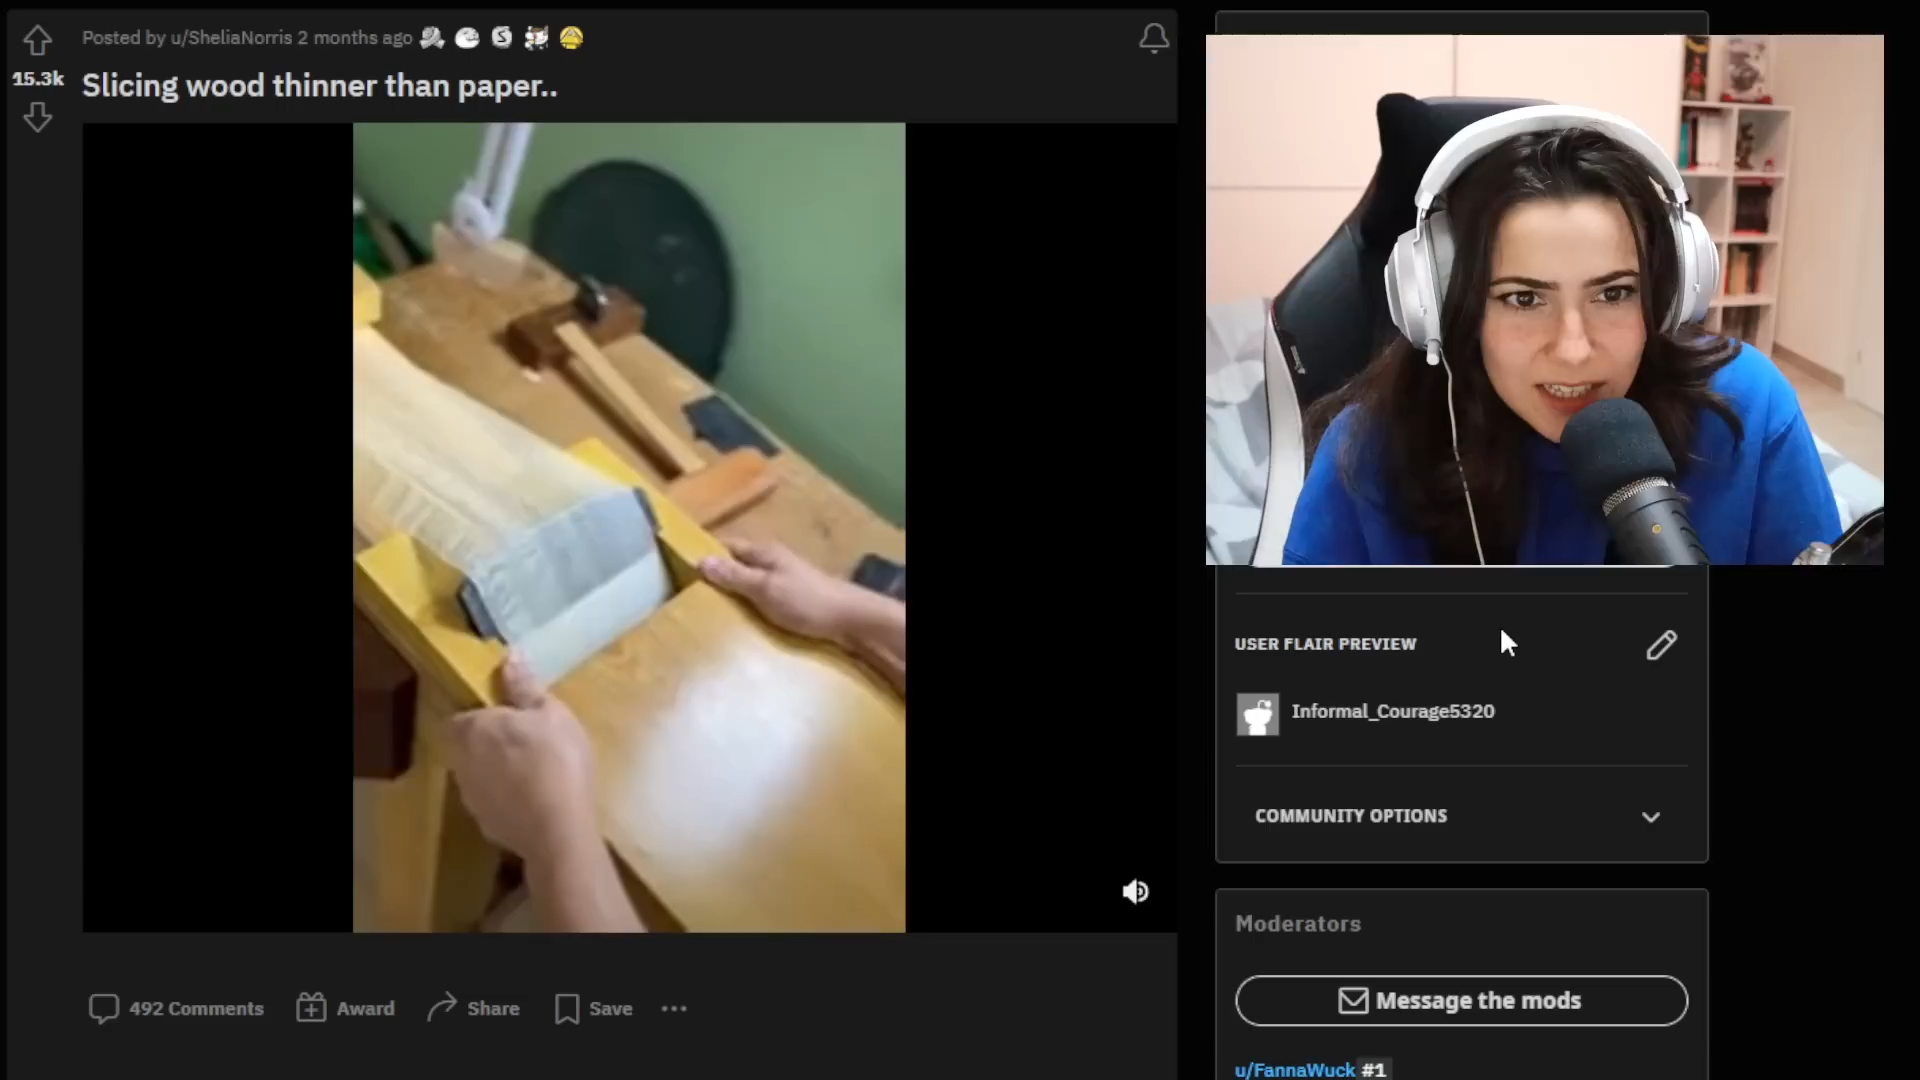 Posted by u/SheliaNorris 2 months ago
15.3k
Slicing wood thinner than paper..
492 Comments
Award
Share
Save
USER FLAIR PREVIEW
Informal_Courage5320
COMMUNITY OPTIONS
Moderators
Message the mods
u/FannaWuck #1